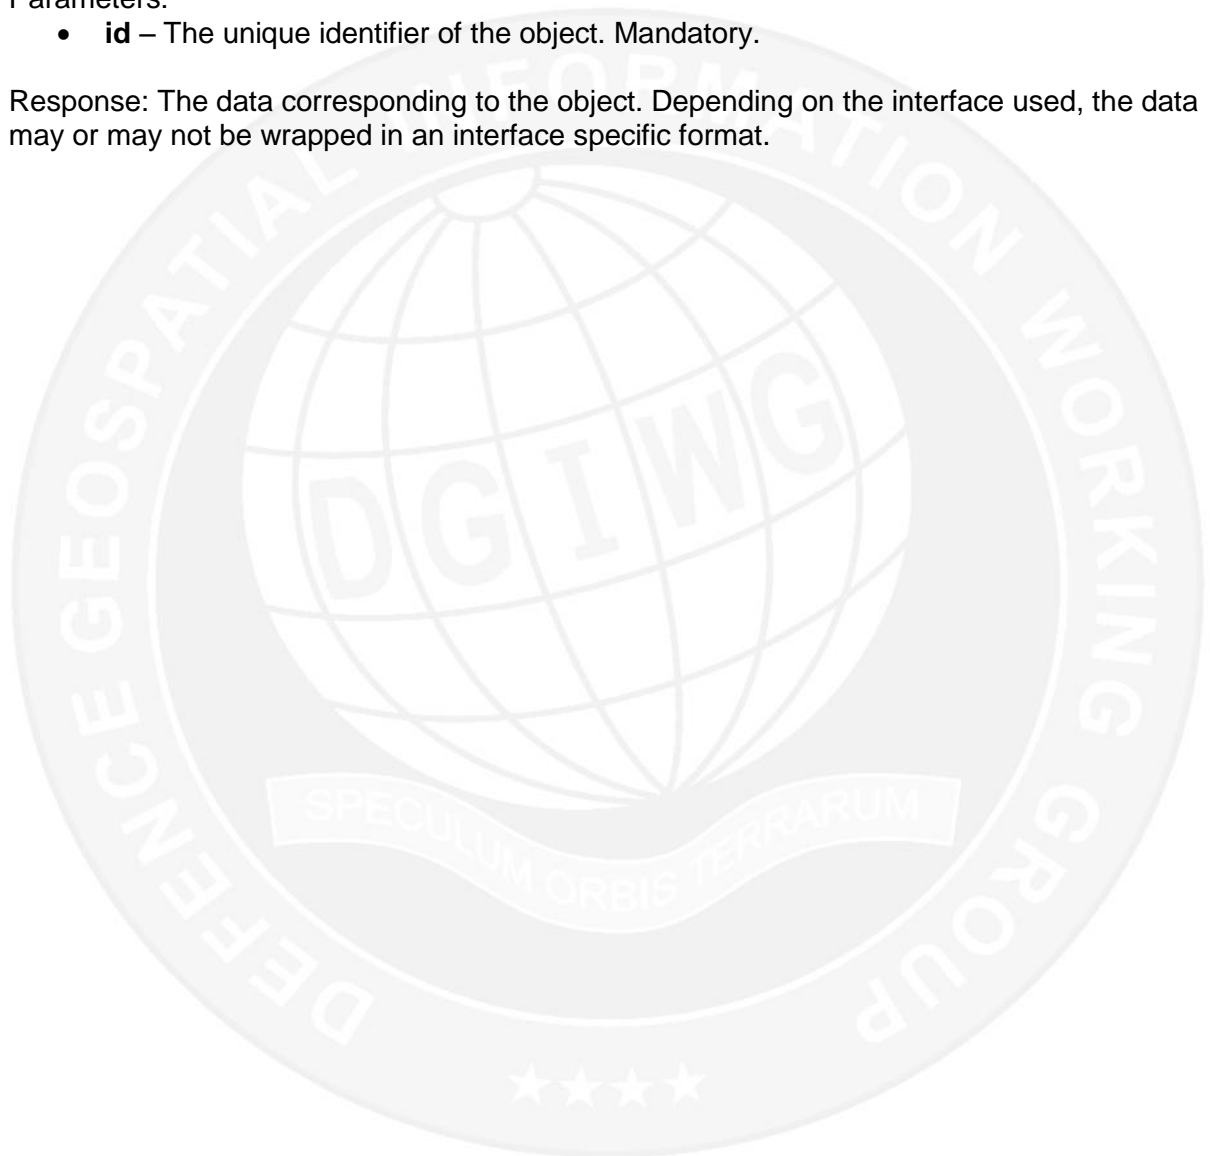 Parameters:
• id – The unique identifier of the object. Mandatory.
Response: The data corresponding to the object. Depending on the interface used, the data
may or may not be wrapped in an interface specific format.
DEFENCE GEOSPATIAL INFORMATION WORKING GROUP
DGIWG
SPECULUM ORBIS TERRARUM